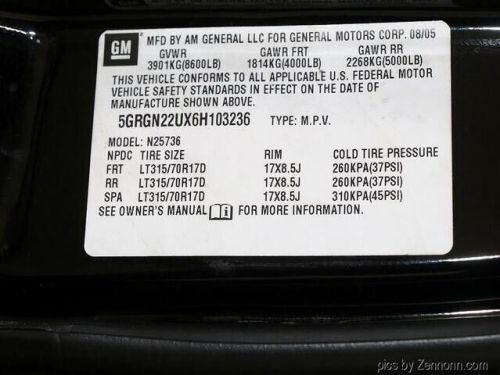 GM
MFD BY AM GENERAL LLC FOR GENERAL MOTORS CORP. 08/05
GVWR GAWR FRT GAWR RR
3901KG(8600LB) 1814KG(4000LB) 2268KG(5000LB)
THIS VEHICLE CONFORMS TO ALL APPLICABLE U.S. FEDERAL MOTOR
VEHICLE SAFETY STANDARDS IN EFFECT ON THE DATE OF
MANUFACTURE SHOWN ABOVE.
5GRGN22UX6H103236 TYPE: M.P.V.
MODEL: N25736
NPDC TIRE SIZE RIM COLD TIRE PRESSURE
FRT LT315/70R17D 17X8.5J 260KPA(37PSI)
RR LT315/70R17D 17X8.5J 260KPA(37PSI)
SPA LT315/70R17D 17X8.5J 310KPA(45PSI)
SEE OWNER'S MANUAL FOR MORE INFORMATION.
pics by Zennonn.com